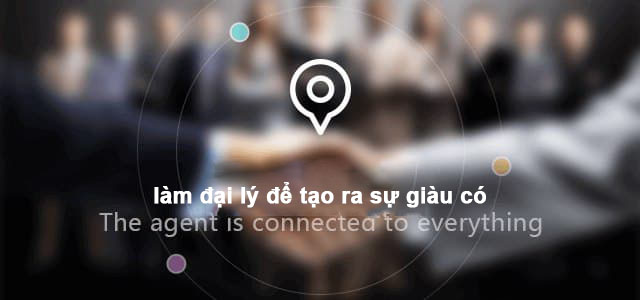 làm đại lý để tạo ra sự giàu có
The agent is connected to everything